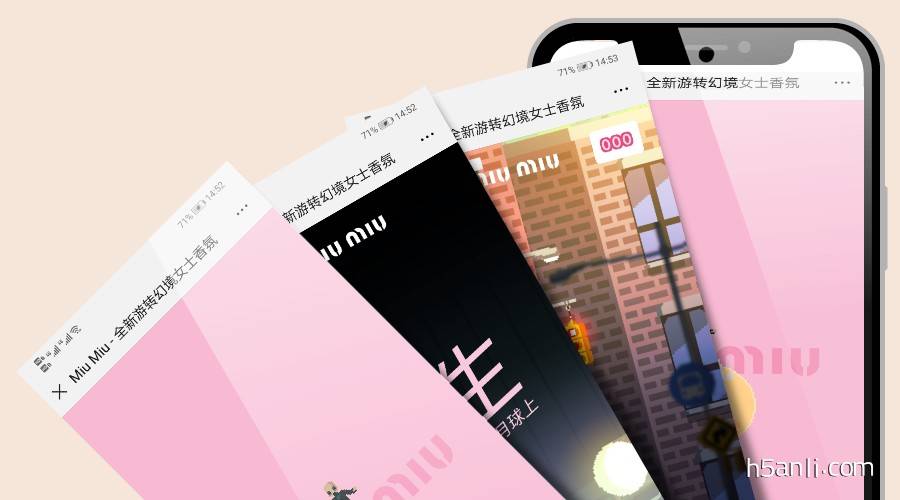 71% 14:52
Miu Miu - 全新游转幻境女士香氛
MIU
71% 14:52
新游转幻境女士香氛
IU MIU
生
月球上
71% 14:53
全新游转幻境女士香氛
IU MIU
000
全新游转幻境女士香氛
MIU
h5anli.com